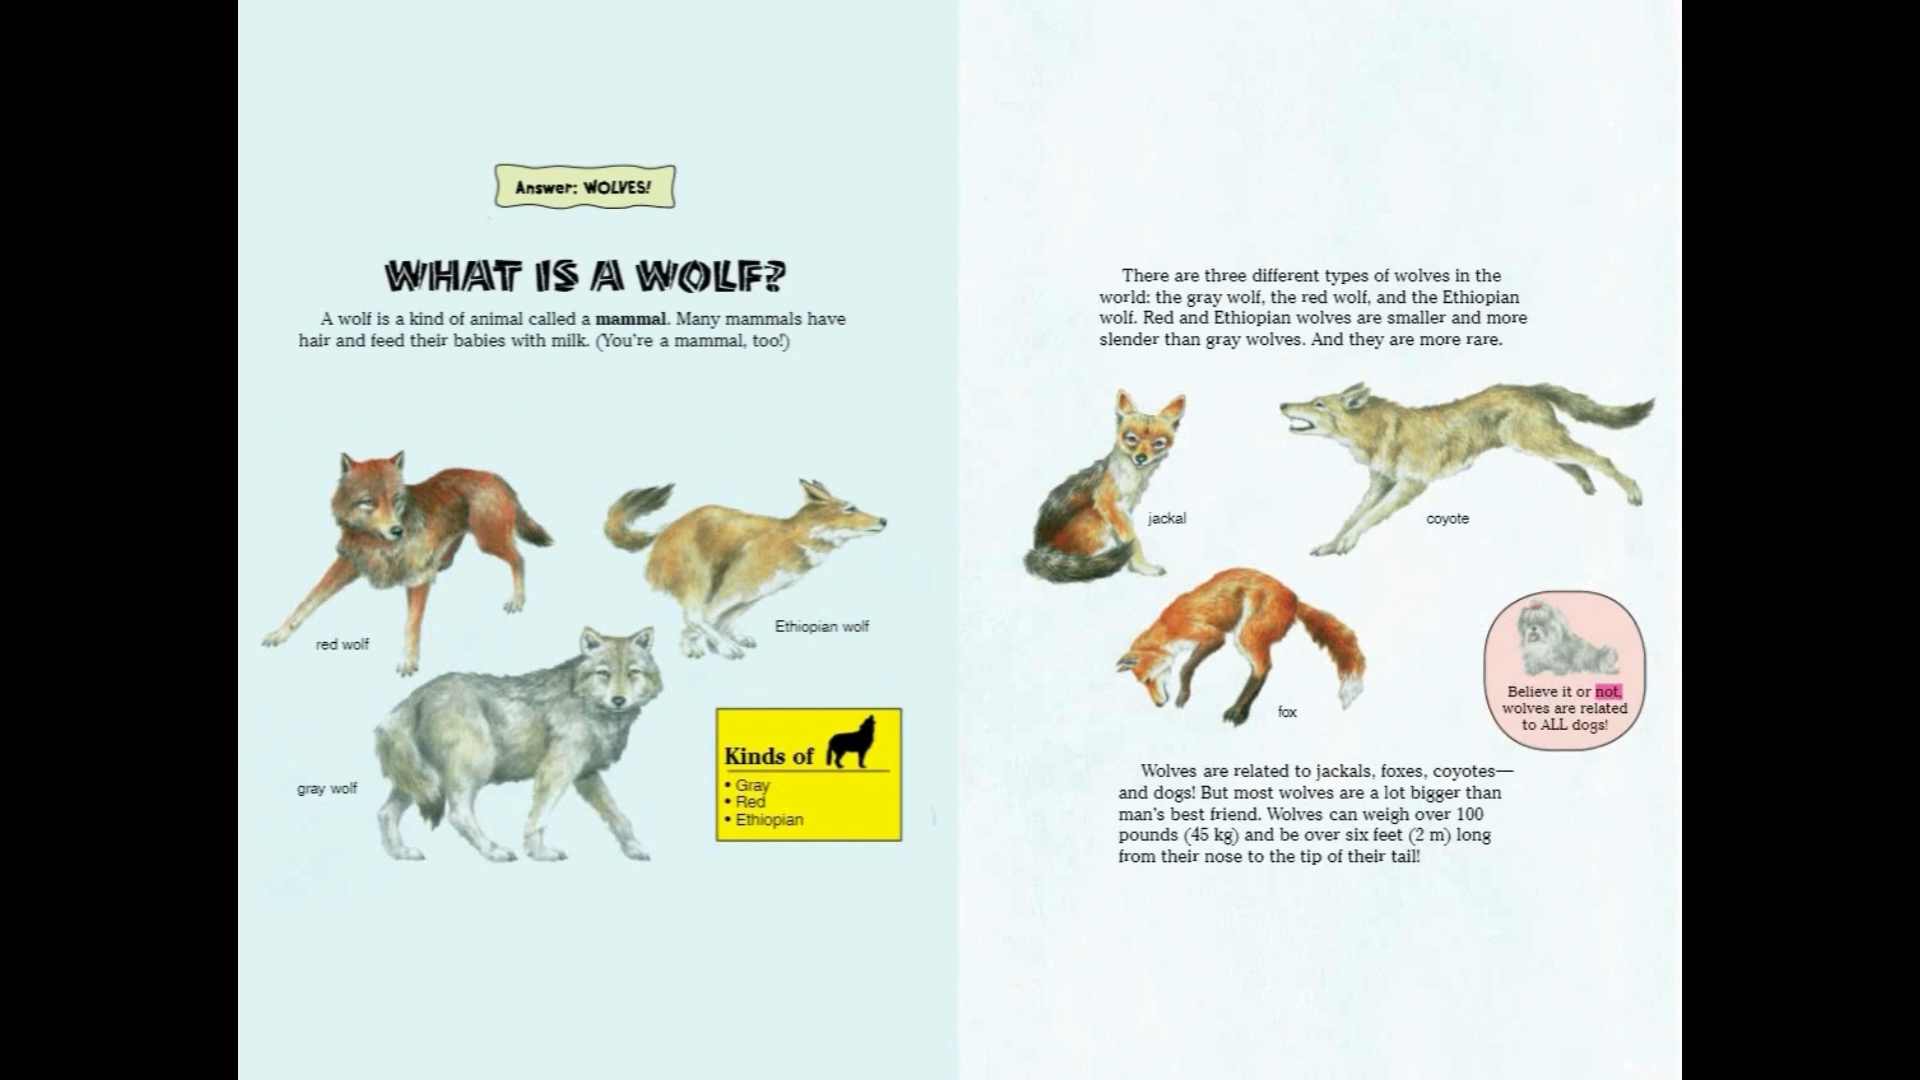 Answer: WOLVES!
WHAT IS A WOLF?
A wolf is a kind of animal called a mammal. Many mammals have
hair and feed their babies with milk. (You're a mammal, too!)
red wolf
Ethiopian wolf
gray wolf
Kinds of
• Gray
• Red
• Ethiopian
There are three different types of wolves in the
world: the gray wolf, the red wolf, and the Ethiopian
wolf. Red and Ethiopian wolves are smaller and more
slender than gray wolves. And they are more rare.
jackal
coyote
fox
Believe it or not,
wolves are related
to ALL dogs!
Wolves are related to jackals, foxes, coyotes—
and dogs! But most wolves are a lot bigger than
man's best friend. Wolves can weigh over 100
pounds (45 kg) and be over six feet (2 m) long
from their nose to the tip of their tail!